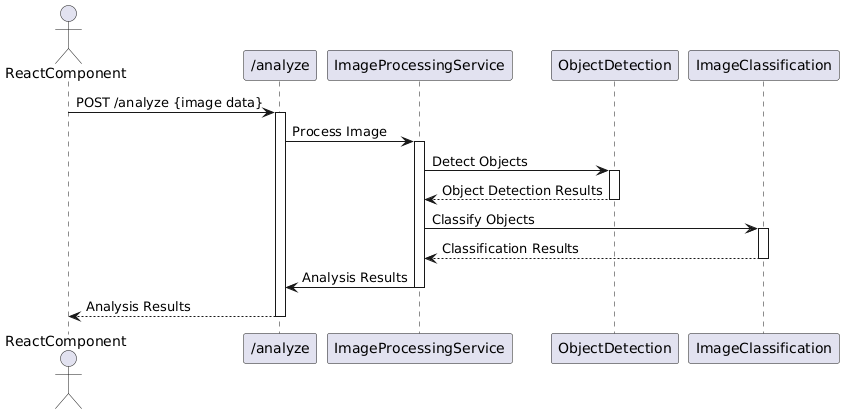 ReactComponent
/analyze
ImageProcessingService
ObjectDetection
ImageClassification
POST /analyze {image data}
Process Image
Detect Objects
Object Detection Results
Classify Objects
Classification Results
Analysis Results
Analysis Results
ReactComponent
/analyze
ImageProcessingService
ObjectDetection
ImageClassification